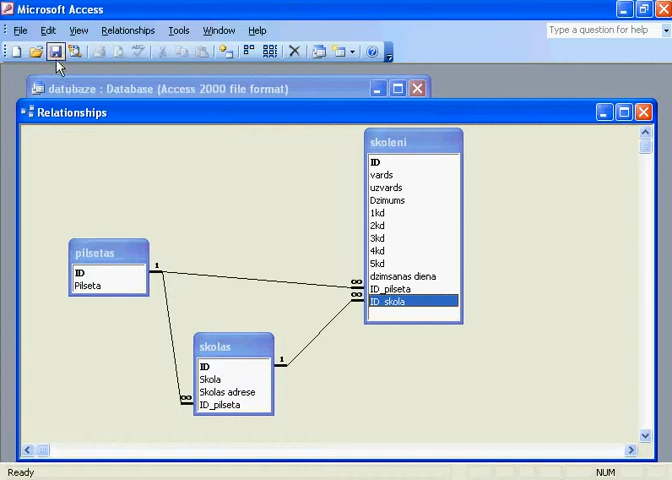 Microsoft Access
File Edit View Relationships Tools Window Help
Type a question for help
datubaze : Database (Access 2000 file format)
Relationships
skoleni
ID
vards
uzvards
Dzimums
1kd
2kd
3kd
4kd
5kd
dzimsanas diena
ID_pilseta
ID_skola
pilsetas
ID
Pilseta
1
∞
∞
skolas
ID
Skola
Skolas adrese
ID_pilseta
1
∞
Ready
NUM